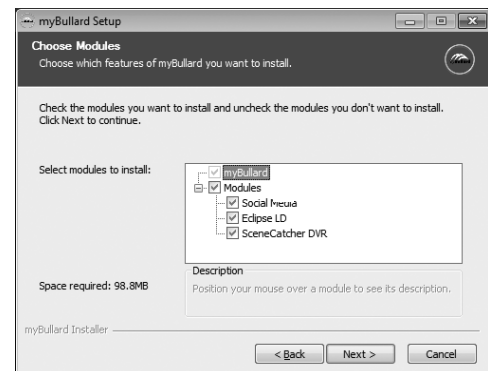 myBullard Setup
Choose Modules
Choose which features of myBullard you want to install.
Check the modules you want to install and uncheck the modules you don't want to install.
Click Next to continue.
Select modules to install:
myBullard
Modules
Social Media
Eclipse LD
SceneCatcher DVR
Space required: 98.8MB
Description
Position your mouse over a module to see its description.
myBullard Installer
< Back
Next >
Cancel